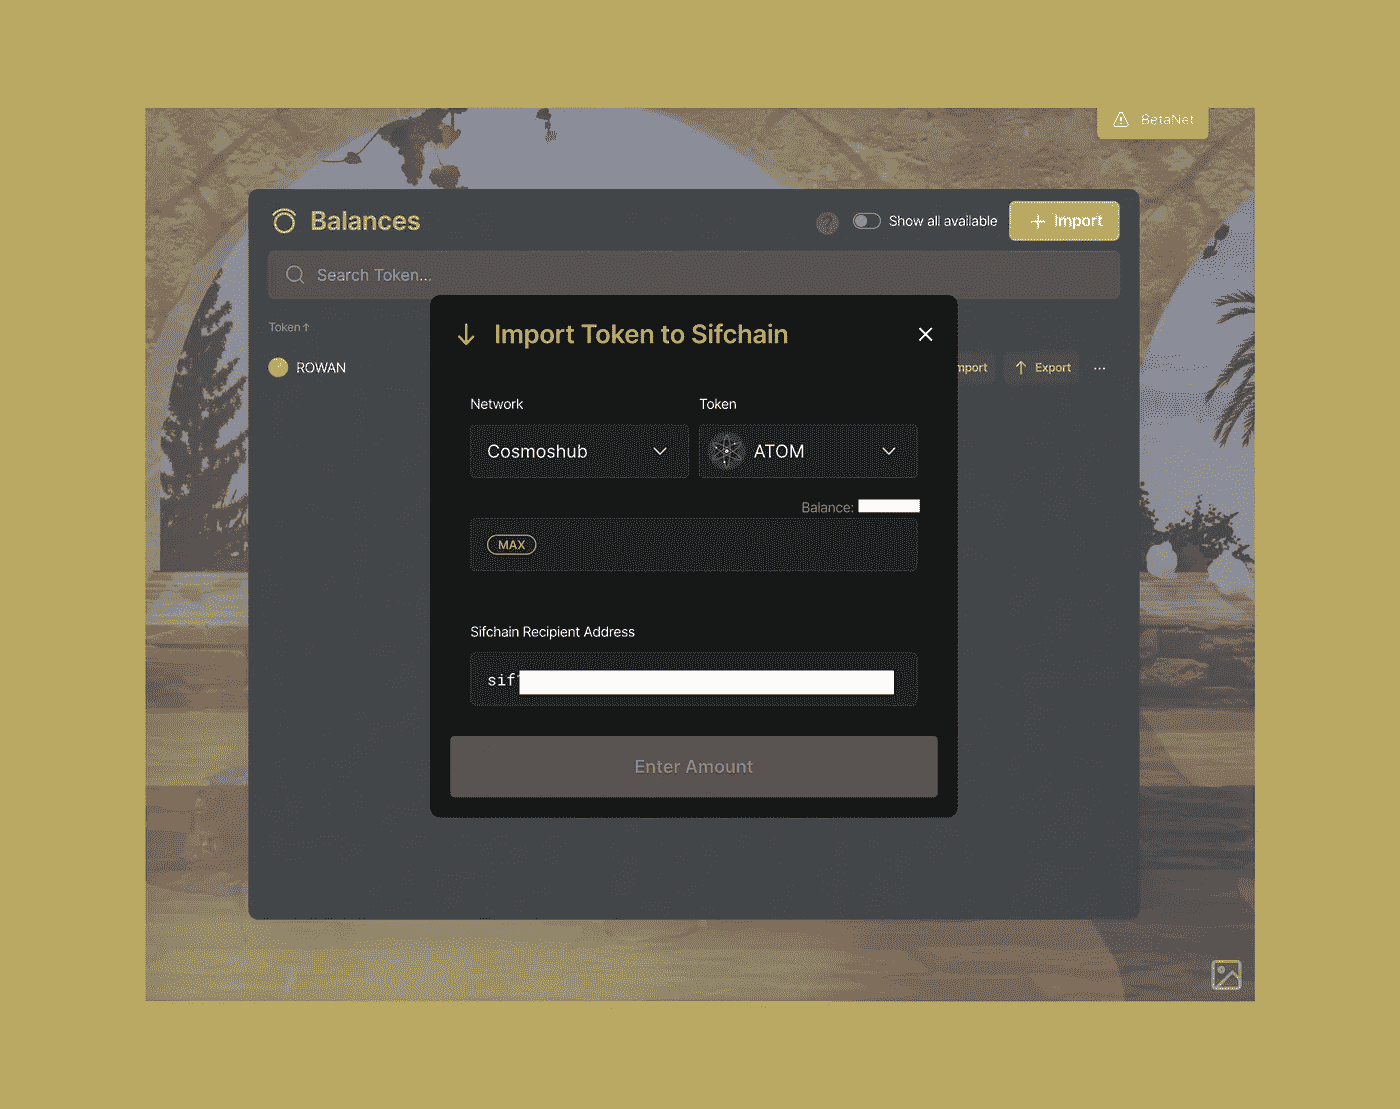 BetaNet
Balances
Show all available
Import
Search Token...
Token↑
ROWAN
mport
Export
...
Import Token to Sifchain
Network
Token
Cosmoshub
ATOM
Balance:
MAX
Sifchain Recipient Address
sif
Enter Amount